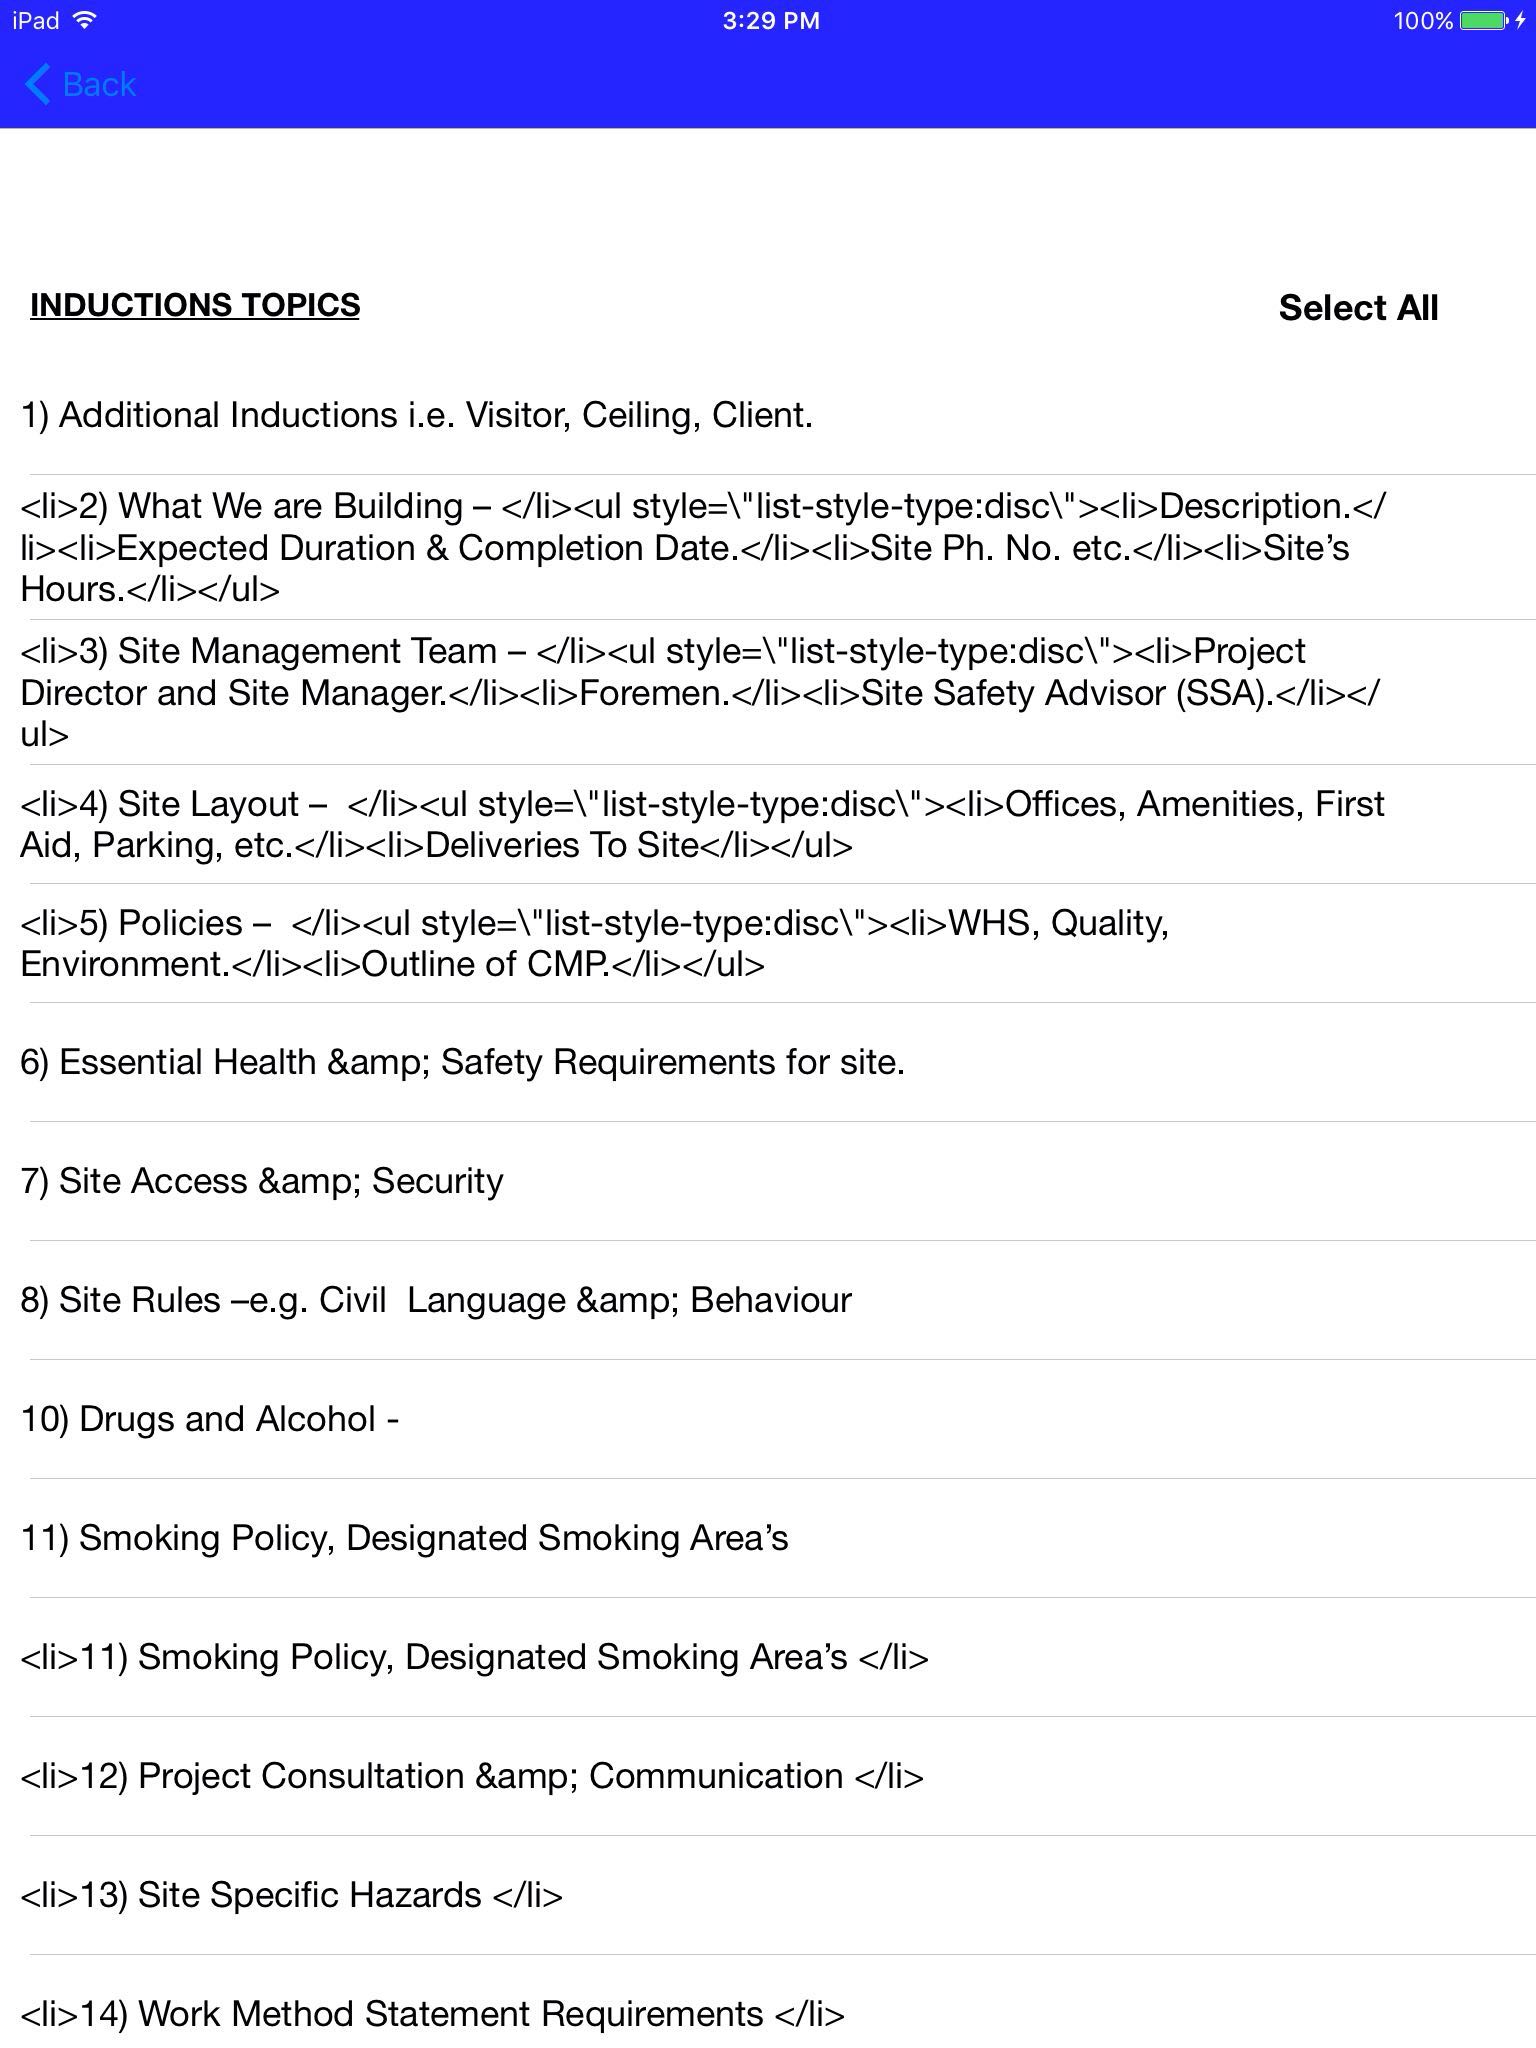 iPad 3:29 PM 100%
Back
INDUCTIONS TOPICS Select All
1) Additional Inductions i.e. Visitor, Ceiling, Client.
<li>2) What We are Building – </li><ul style=\"list-style-type:disc\"><li>Description.</
li><li>Expected Duration & Completion Date.</li><li>Site Ph. No. etc.</li><li>Site’s
Hours.</li></ul>
<li>3) Site Management Team – </li><ul style=\"list-style-type:disc\"><li>Project
Director and Site Manager.</li><li>Foremen.</li><li>Site Safety Advisor (SSA).</li></
ul>
<li>4) Site Layout –  </li><ul style=\"list-style-type:disc\"><li>Offices, Amenities, First
Aid, Parking, etc.</li><li>Deliveries To Site</li></ul>
<li>5) Policies –  </li><ul style=\"list-style-type:disc\"><li>WHS, Quality,
Environment.</li><li>Outline of CMP.</li></ul>
6) Essential Health &amp; Safety Requirements for site.
7) Site Access &amp; Security
8) Site Rules –e.g. Civil  Language &amp; Behaviour
10) Drugs and Alcohol -
11) Smoking Policy, Designated Smoking Area’s
<li>11) Smoking Policy, Designated Smoking Area’s </li>
<li>12) Project Consultation &amp; Communication </li>
<li>13) Site Specific Hazards </li>
<li>14) Work Method Statement Requirements </li>